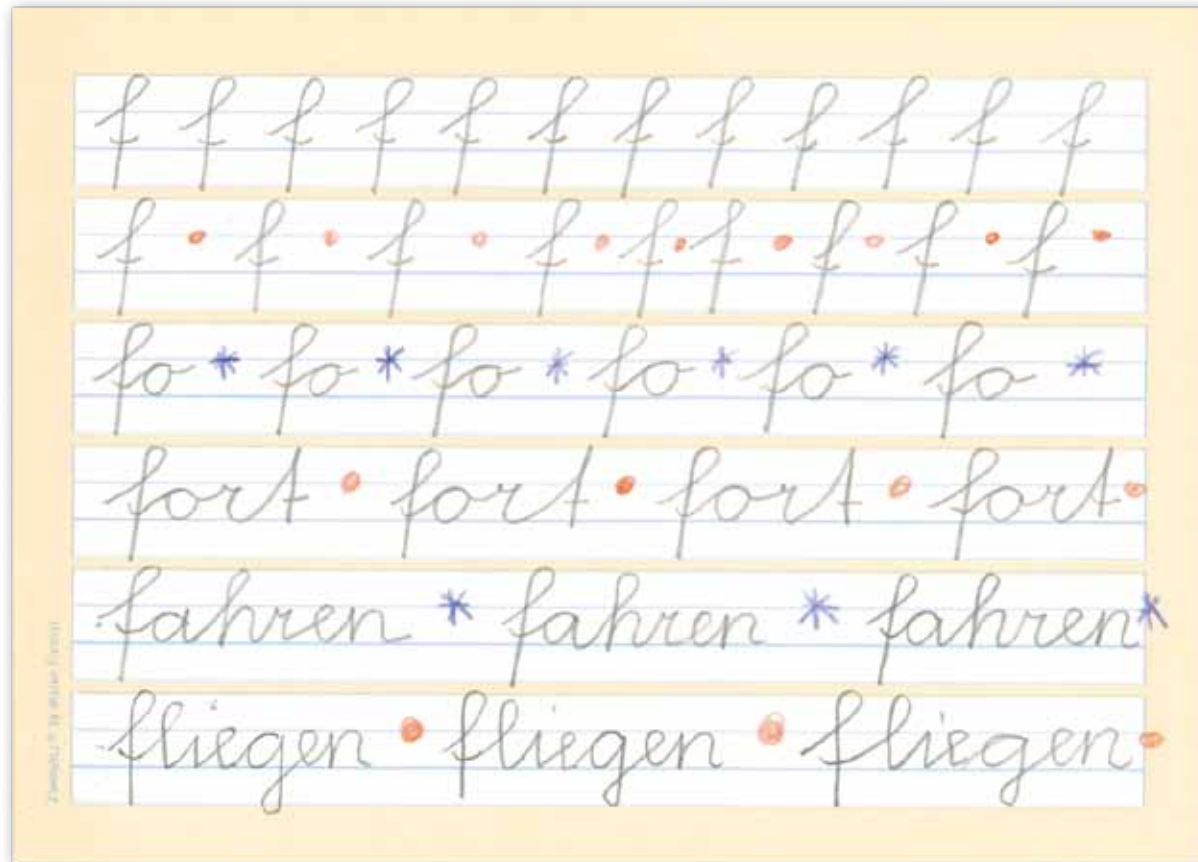 f f f f f f f f f f f f
f f f f f f f f f
fo fo fo fo fo fo
fort fort fort fort
fahren fahren fahren
fliegen fliegen fliegen